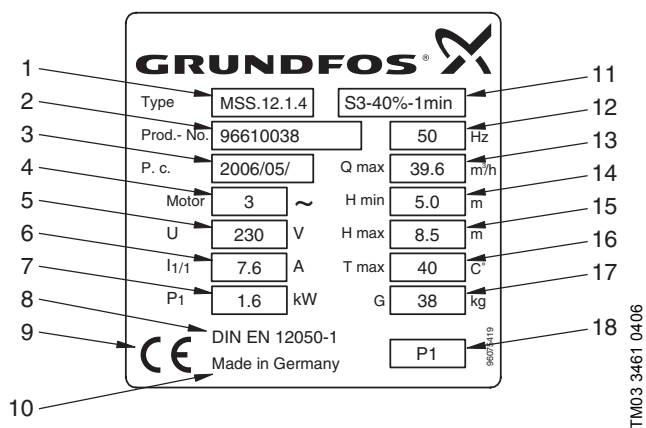 GRUNDFOS®
1 Type MSS.12.1.4 S3-40%-1min 11
2 Prod.- No. 96610038 50 Hz 12
3 P. c. 2006/05/ Q max 39.6 m³/h 13
4 Motor 3 ~ H min 5.0 m 14
5 U 230 V H max 8.5 m 15
6 I1/1 7.6 A T max 40 C° 16
7 P1 1.6 kW G 38 kg 17
8 DIN EN 12050-1
9 CE P1 18
10 Made in Germany
96075419
TM03 3461 0406